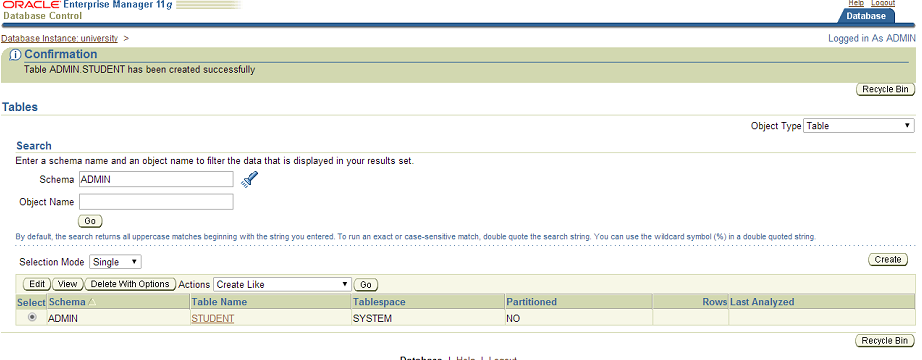 ORACLE Enterprise Manager 11g
Database Control
Help Logout
Database
Database Instance: university >
Logged in As ADMIN
Confirmation
Table ADMIN.STUDENT has been created successfully
Recycle Bin
Tables
Object Type Table
Search
Enter a schema name and an object name to filter the data that is displayed in your results set.
Schema ADMIN
Object Name
Go
By default, the search returns all uppercase matches beginning with the string you entered. To run an exact or case-sensitive match, double quote the search string. You can use the wildcard symbol (%) in a double quoted string.
Selection Mode Single
Create
Edit View Delete With Options Actions Create Like Go
Select Schema Table Name Tablespace Partitioned Rows Last Analyzed
ADMIN STUDENT SYSTEM NO
Recycle Bin
Database | Help | Logout